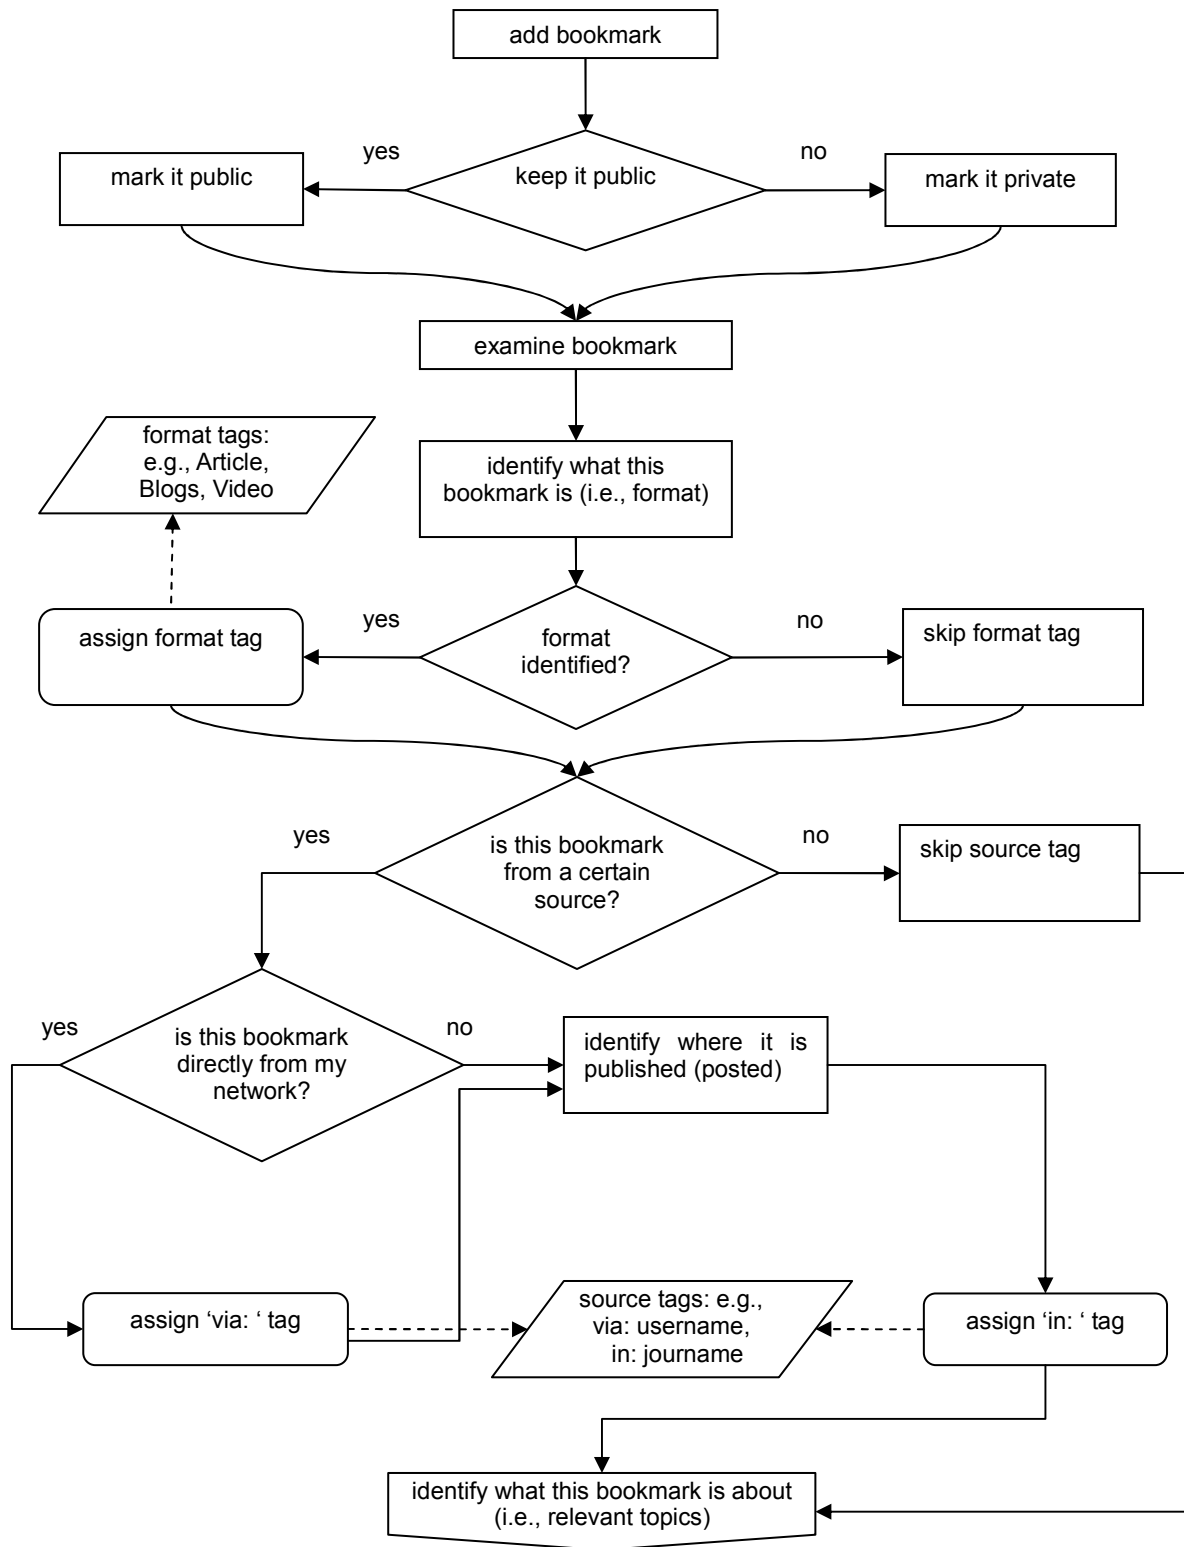 add bookmark
yes
no
mark it public
keep it public
mark it private
examine bookmark
format tags:
e.g., Article,
Blogs, Video
identify what this
bookmark is (i.e., format)
yes
no
assign format tag
format
identified?
skip format tag
yes
no
is this bookmark
from a certain
source?
skip source tag
yes
no
is this bookmark
directly from my
network?
identify where it is
published (posted)
assign ‘via: ‘ tag
source tags: e.g.,
via: username,
in: journame
assign ‘in: ‘ tag
identify what this bookmark is about
(i.e., relevant topics)